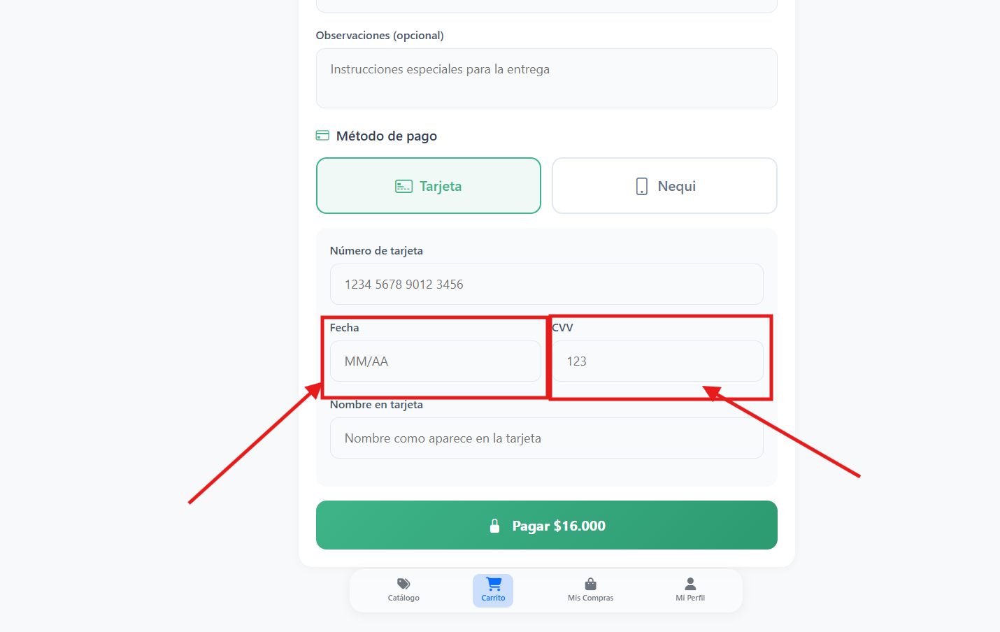 Observaciones (opcional)
Instrucciones especiales para la entrega
Método de pago
Tarjeta
Nequi
Número de tarjeta
1234 5678 9012 3456
Fecha
CVV
MM/AA
123
Nombre en tarjeta
Nombre como aparece en la tarjeta
Pagar $16.000
Catálogo
Carrito
Mis Compras
Mi Perfil